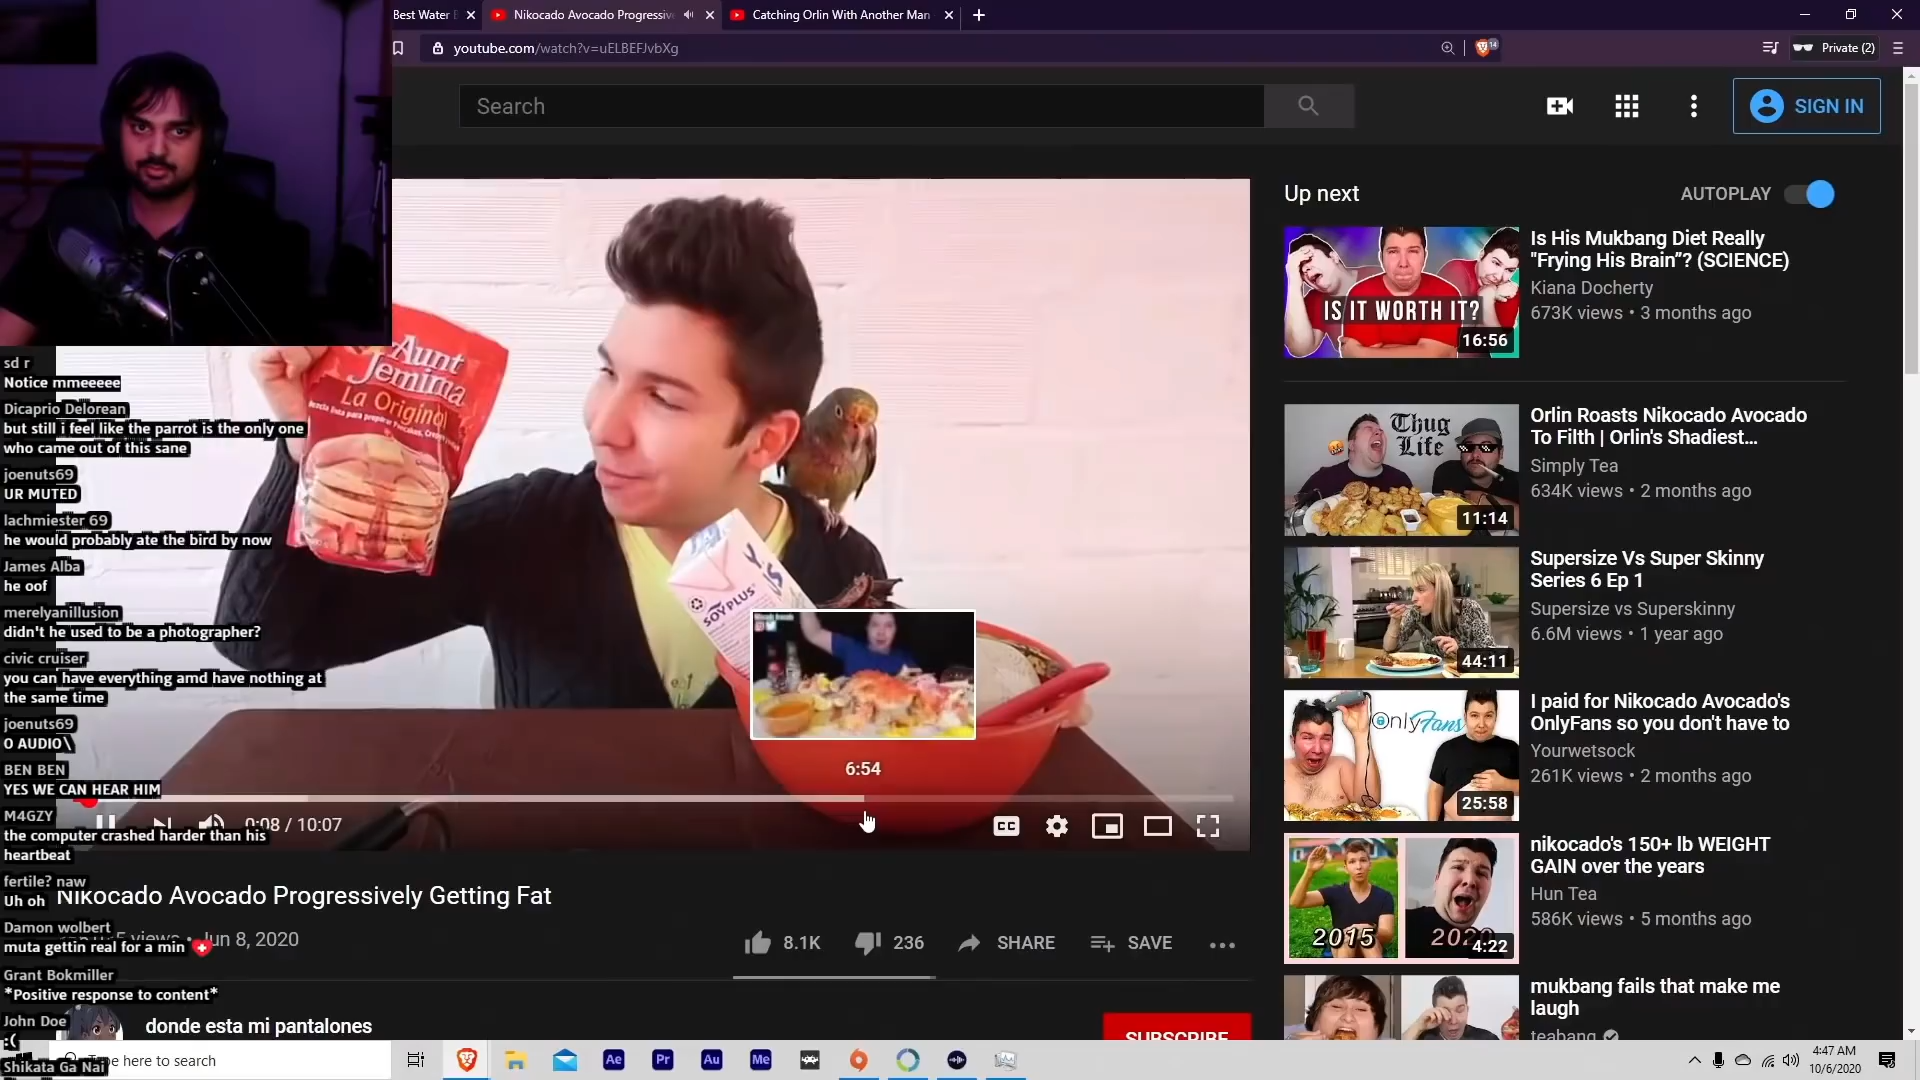 Best Water B
Nikocado Avocado Progressiv
Catching Orlin With Another Man
youtube.com/watch?v=uELBEFJvbXg
14
Private (2)
Search
SIGN IN
Up next
AUTOPLAY
IS IT WORTH IT?
16:56
Is His Mukbang Diet Really
"Frying His Brain"? (SCIENCE)
Kiana Docherty
673K views • 3 months ago
Thug
Life
11:14
Orlin Roasts Nikocado Avocado
To Filth | Orlin's Shadiest...
Simply Tea
634K views • 2 months ago
44:11
Supersize Vs Super Skinny
Series 6 Ep 1
Supersize vs Superskinny
6.6M views • 1 year ago
OnlyFans
25:58
I paid for Nikocado Avocado's
OnlyFans so you don't have to
Yourwetsock
261K views • 2 months ago
2015
4:22
nikocado's 150+ lb WEIGHT
GAIN over the years
Hun Tea
586K views • 5 months ago
mukbang fails that make me
laugh
teabang
Aunt
Jemima
La Original
SOYPLUS
sd r
Notice mmeeeee
Dicaprio Delorean
but still i feel like the parrot is the only one
who came out of this sane
joenuts69
UR MUTED
lachmiester 69
he would probably ate the bird by now
James Alba
he oof
merelyanillusion
didn't he used to be a photographer?
civic cruiser
you can have everything amd have nothing at
the same time
joenuts69
O AUDIO\
BEN BEN
YES WE CAN HEAR HIM
M4GZY
the computer crashed harder than his
heartbeat
fertile? naw
Uh oh
Damon wolbert
muta gettin real for a min
Grant Bokmiller
*Positive response to content*
John Doe
:(
Shikata Ga Nai
6:54
0:08 / 10:07
CC
Nikocado Avocado Progressively Getting Fat
views • Jun 8, 2020
8.1K
236
SHARE
SAVE
donde esta mi pantalones
SUBSCRIBE
here to search
Ae
Pr
Au
Me
4:47 AM
10/6/2020